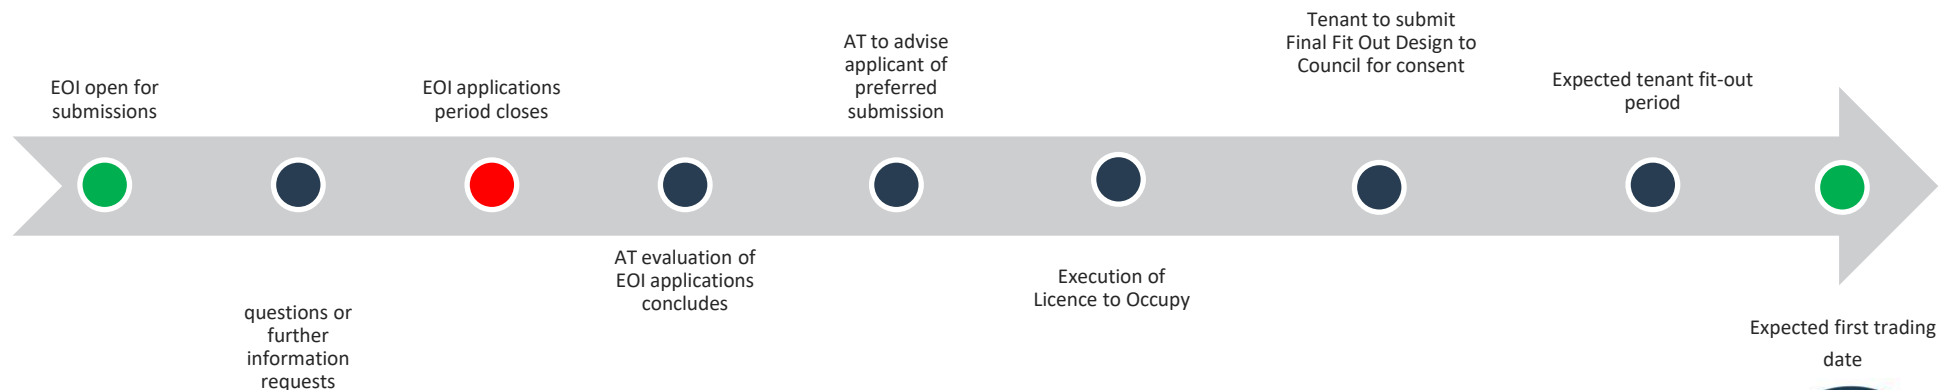 EOI open for
submissions
questions or
further
information
requests
EOI applications
period closes
AT evaluation of
EOI applications
concludes
AT to advise
applicant of
preferred
submission
Execution of
Licence to Occupy
Tenant to submit
Final Fit Out Design to
Council for consent
Expected tenant fit-out
period
Expected first trading
date